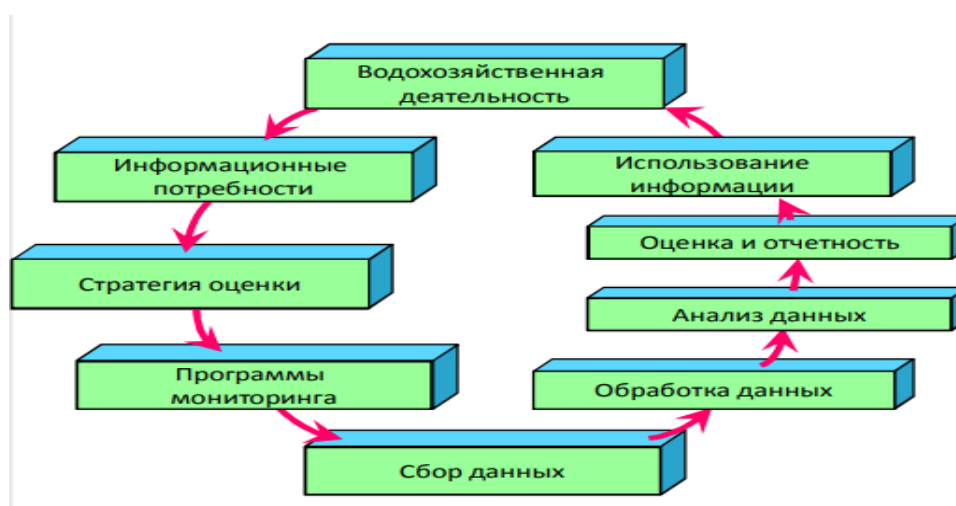 Водохозяйственная
деятельность
Информационные
потребности
Стратегия оценки
Программы
мониторинга
Сбор данных
Обработка данных
Анализ данных
Оценка и отчетность
Использование
информации